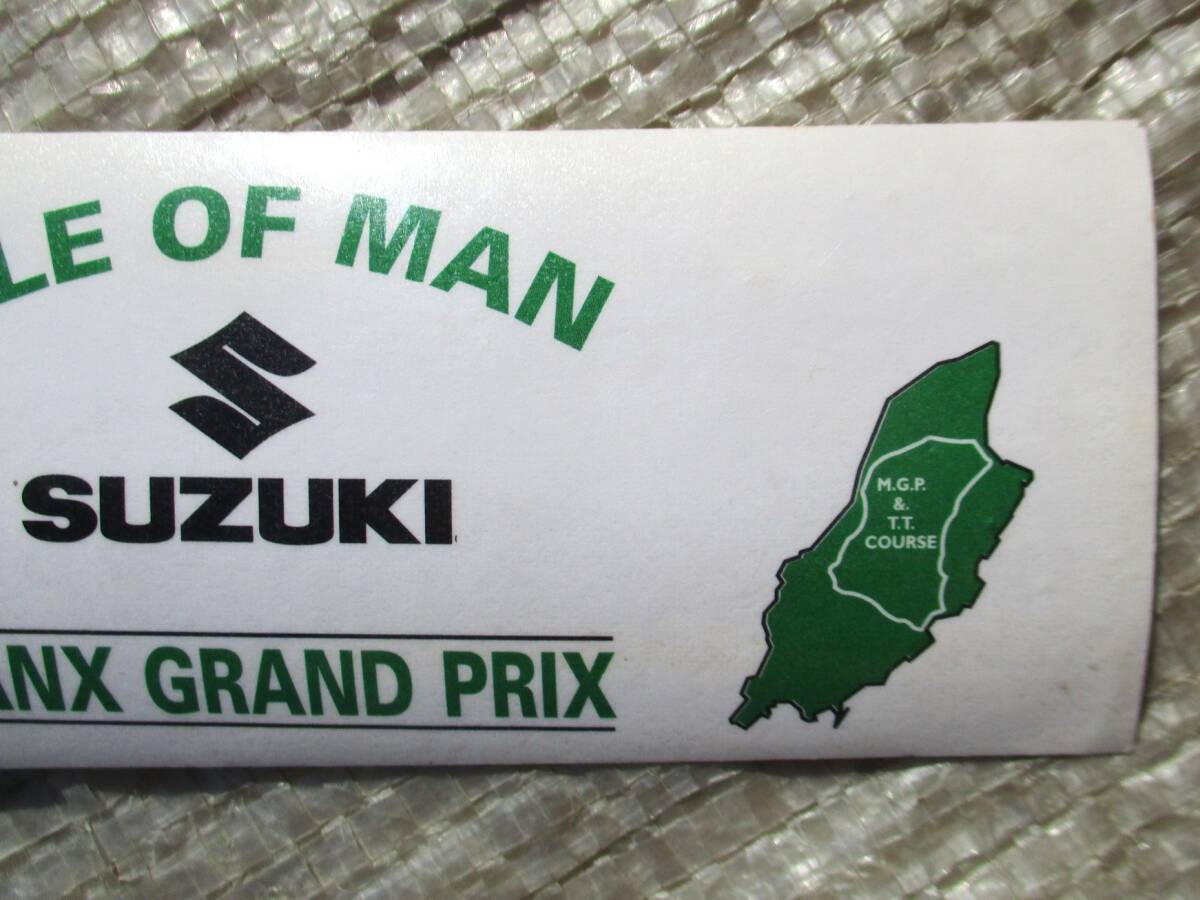 LE OF MAN
SUZUKI
ANX GRAND PRIX
M.G.P.
&.
T.T.
COURSE